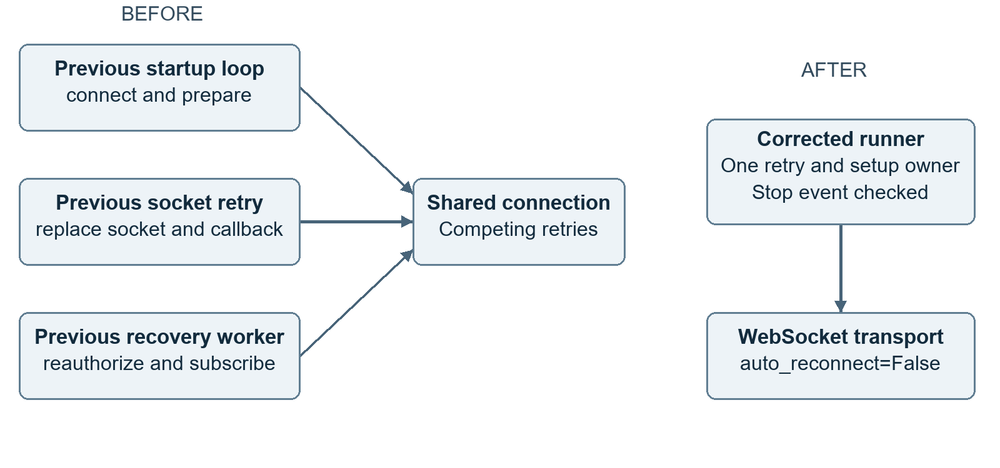 BEFORE
Previous startup loop
connect and prepare
Previous socket retry
replace socket and callback
Previous recovery worker
reauthorize and subscribe
Shared connection
Competing retries
AFTER
Corrected runner
One retry and setup owner
Stop event checked
WebSocket transport
auto_reconnect=False